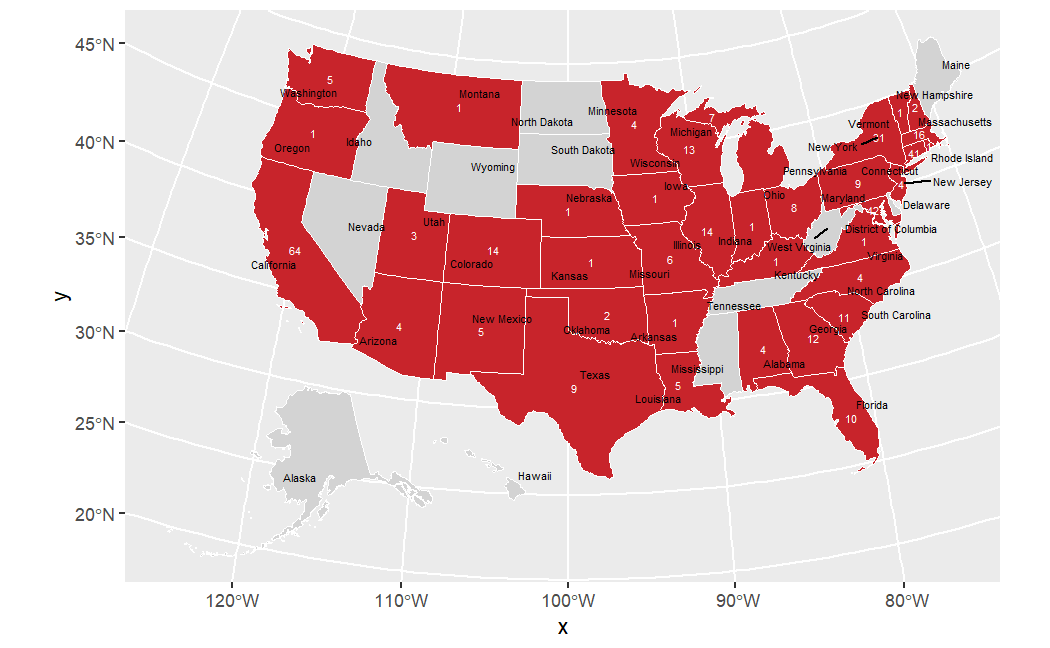 45°N
40°N
35°N
30°N
25°N
20°N
y
Maine
5
Washington
Montana
1
New Hampshire
1
2
Minnesota
7
North Dakota
4
Michigan
Vermont
Massachusetts
1
16
Oregon
Idaho
New York
South Dakota
13
41
Rhode Island
Wisconsin
Wyoming
Pennsylvania
Connecticut
9
4
New Jersey
Iowa
Nebraska
1
Ohio
Maryland
1
8
Delaware
42
Nevada
Utah
3
14
1
District of Columbia
Illinois
Indiana
1
West Virginia
64
14
Virginia
California
Colorado
1
6
1
Kansas
Missouri
Kentucky
4
North Carolina
2
Tennessee
New Mexico
5
2
1
11
South Carolina
4
Oklahoma
Georgia
Arizona
Arkansas
12
4
Alabama
Mississippi
Texas
9
5
Louisiana
Florida
10
Alaska
Hawaii
120°W
110°W
100°W
90°W
80°W
x